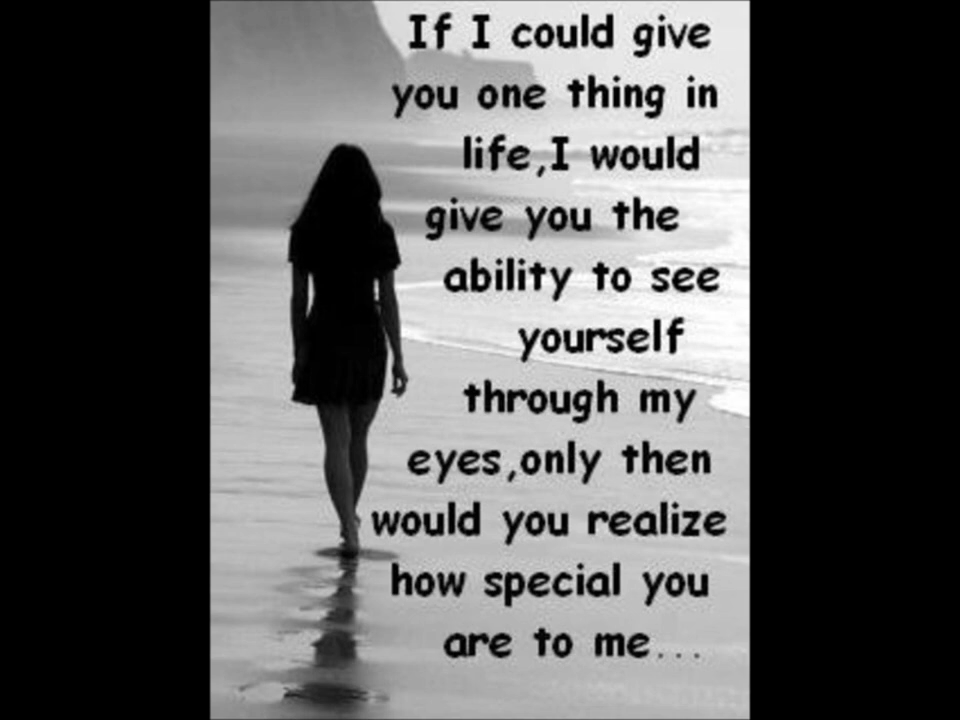 If I could give
you one thing in
life,I would
give you the
ability to see
yourself
through my
eyes,only then
would you realize
how special you
are to me...